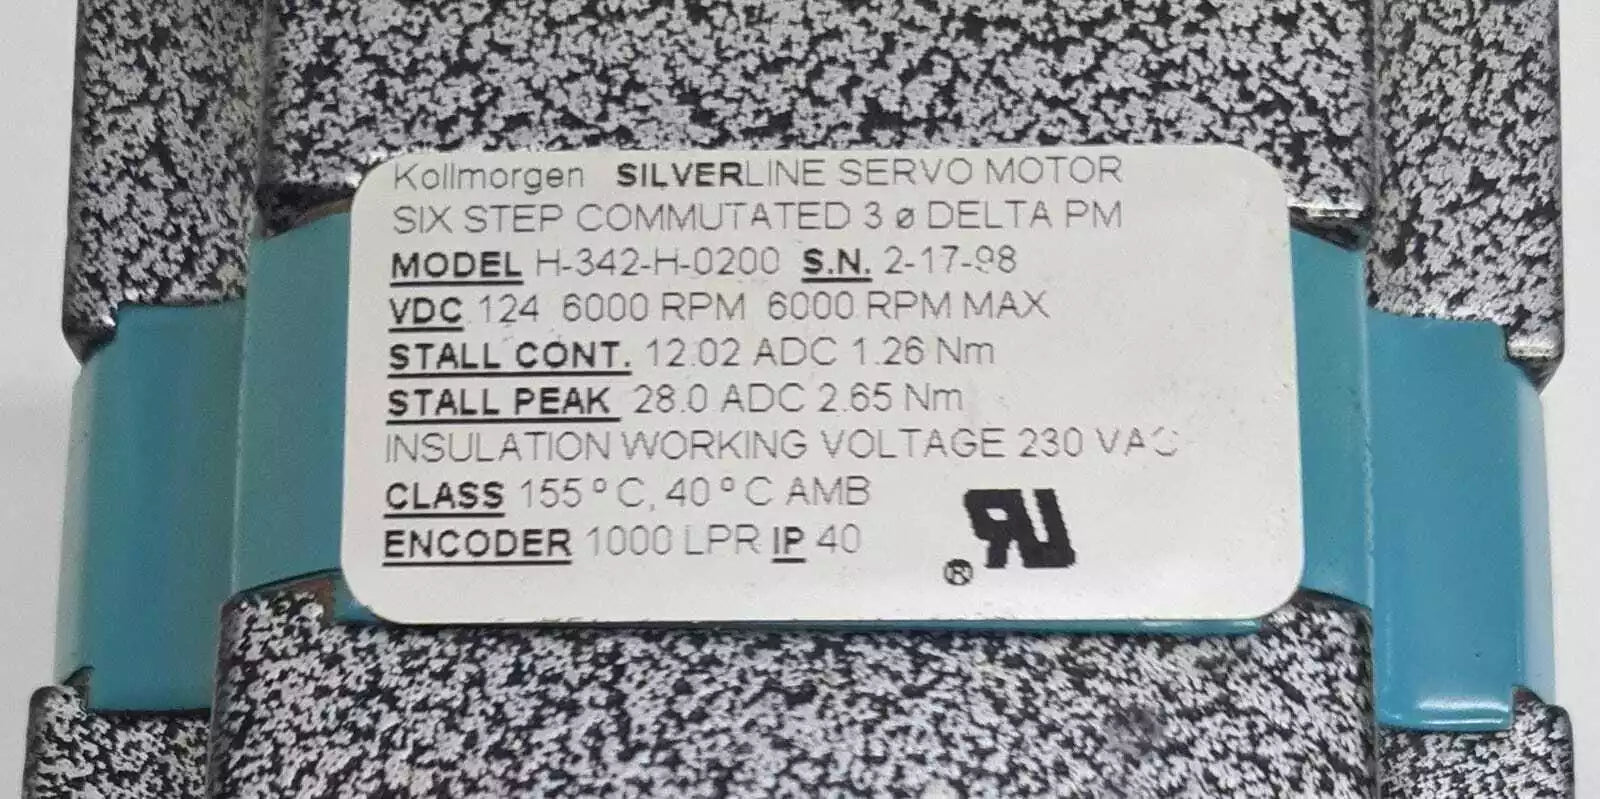 Kollmorgen SILVERLINE SERVO MOTOR
SIX STEP COMMUTATED 3 ø DELTA PM
MODEL H-342-H-0200 S.N. 2-17-98
VDC 124 6000 RPM 6000 RPM MAX
STALL CONT. 12.02 ADC 1.26 Nm
STALL PEAK 28.0 ADC 2.65 Nm
INSULATION WORKING VOLTAGE 230 VAC
CLASS 155°C, 40°C AMB
ENCODER 1000 LPR IP 40
RU
®